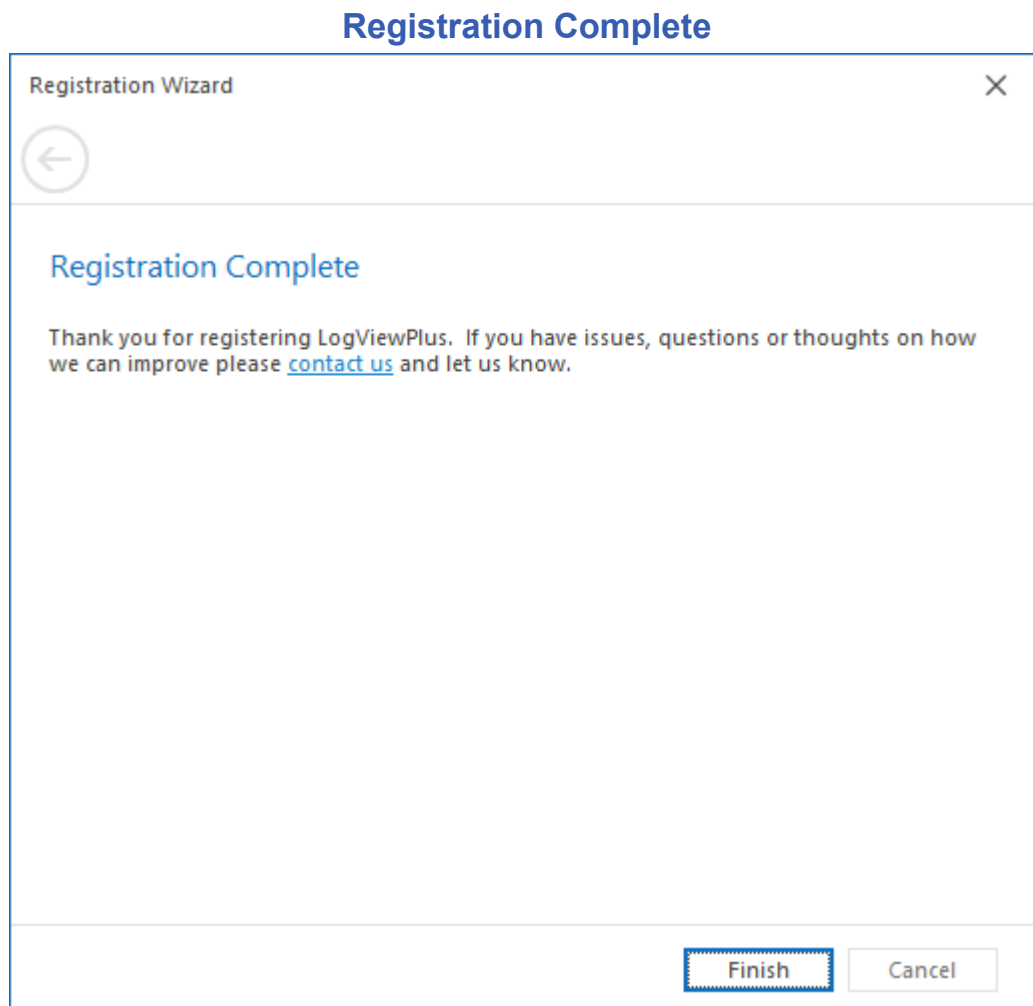 Registration Complete
Registration Wizard
Registration Complete
Thank you for registering LogViewPlus.  If you have issues, questions or thoughts on how
we can improve please contact us and let us know.
Finish
Cancel